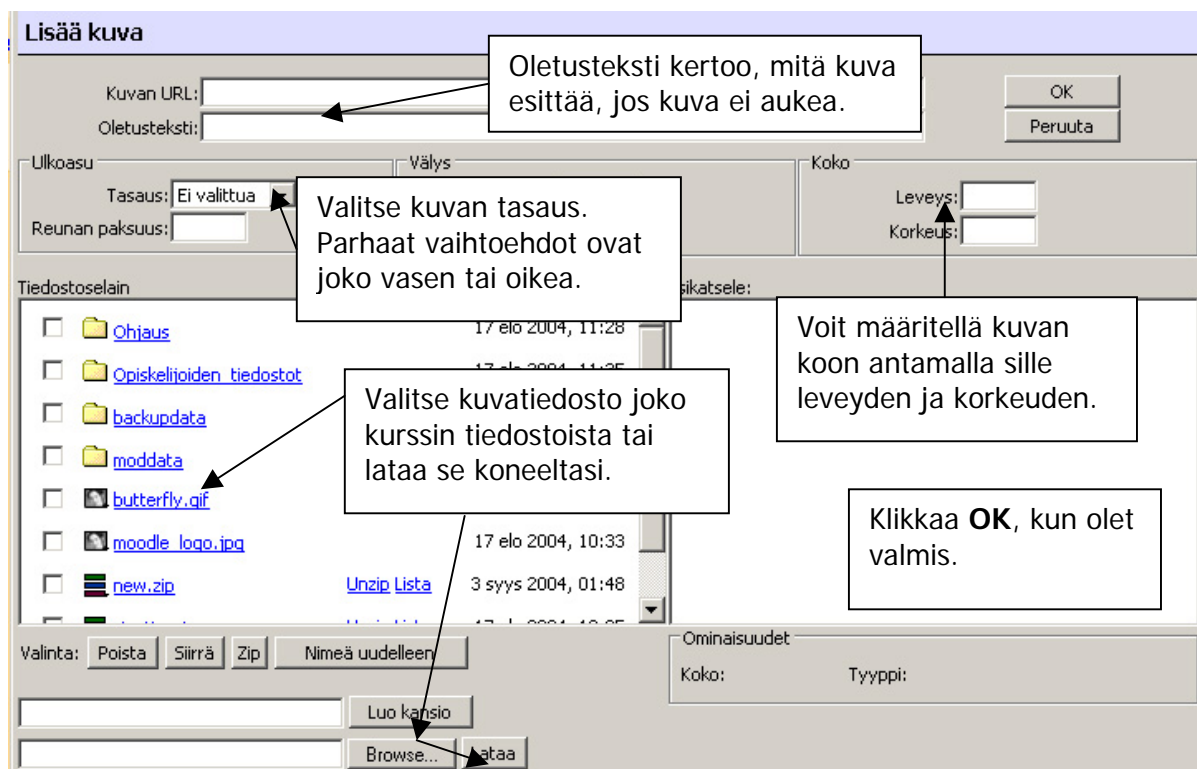 Lisää kuva
Oletusteksti kertoo, mitä kuva
esittää, jos kuva ei aukea.
Kuvan URL:
OK
Oletusteksti:
Peruuta
Ulkoasu
Välys
Koko
Tasaus: Ei valittua
Leveys:
Reunan paksuus:
Korkeus:
Valitse kuvan tasaus.
Parhaat vaihtoehdot ovat
joko vasen tai oikea.
Tiedostoselain
sikatsele:
Ohjaus 17 elo 2004, 11:28
Opiskelijoiden_tiedostot
backupdata
moddata
butterfly.gif
moodle_logo.jpg 17 elo 2004, 10:33
new.zip Unzip Lista 3 syys 2004, 01:48
Valitse kuvatiedosto joko
kurssin tiedostoista tai
lataa se koneeltasi.
Voit määritellä kuvan
koon antamalla sille
leveyden ja korkeuden.
Klikkaa OK, kun olet
valmis.
Valinta: Poista Siirrä Zip Nimeä uudelleen
Ominaisuudet
Koko: Tyyppi:
Luo kansio
Browse... Lataa